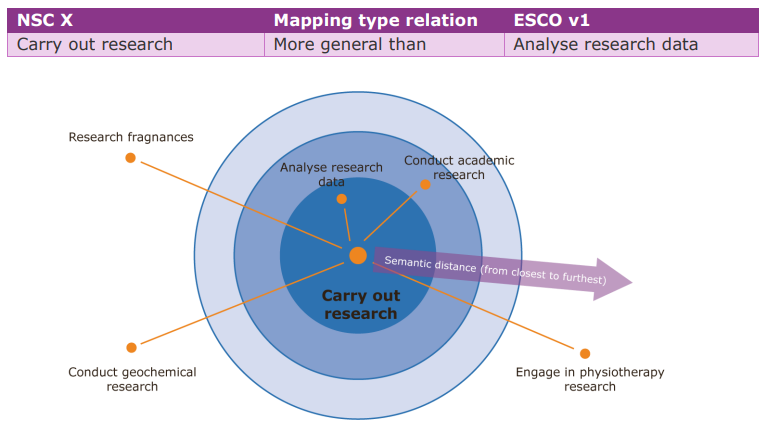 NSC X Mapping type relation ESCO v1
Carry out research More general than Analyse research data
Research fragnances
Analyse research
data
Conduct academic
research
Semantic distance (from closest to furthest)
Carry out
research
Conduct geochemical
research
Engage in physiotherapy
research